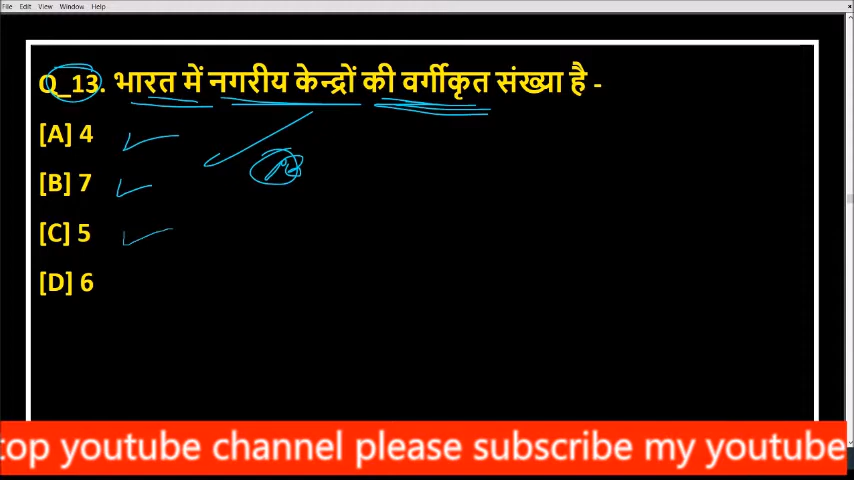 File Edit View Window Help
Q_13. भारत में नगरीय केन्द्रों की वर्गीकृत संख्या है -
[A] 4
[B] 7
[C] 5
[D] 6
top youtube channel please subscribe my youtube